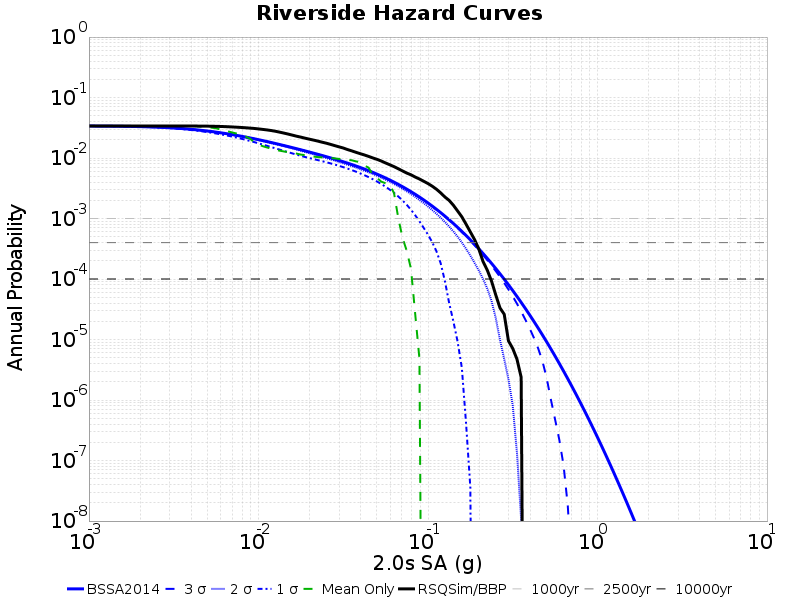 Riverside Hazard Curves
Annual Probability
10^0
10^-1
10^-2
10^-3
10^-4
10^-5
10^-6
10^-7
10^-8
10^-3 10^-2 10^-1 10^0 10^1
2.0s SA (g)
BSSA2014 3 σ 2 σ 1 σ Mean Only RSQSim/BBP 1000yr 2500yr 10000yr